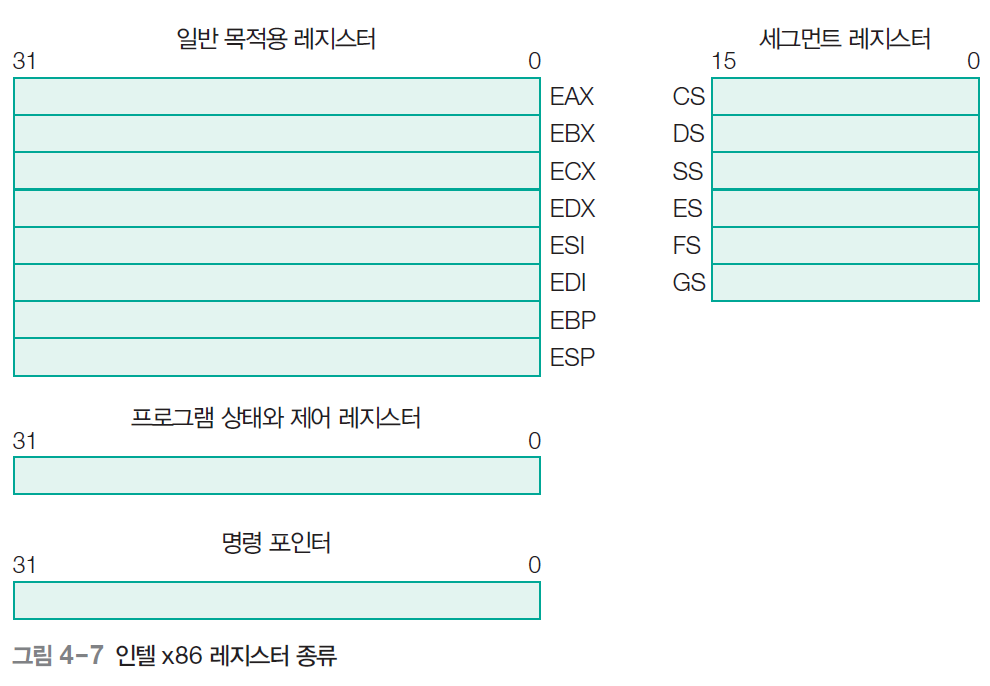 일반 목적용 레지스터
31 0
EAX
EBX
ECX
EDX
ESI
EDI
EBP
ESP
세그먼트 레지스터
15 0
CS
DS
SS
ES
FS
GS
프로그램 상태와 제어 레지스터
31 0
명령 포인터
31 0
그림 4-7 인텔 x86 레지스터 종류